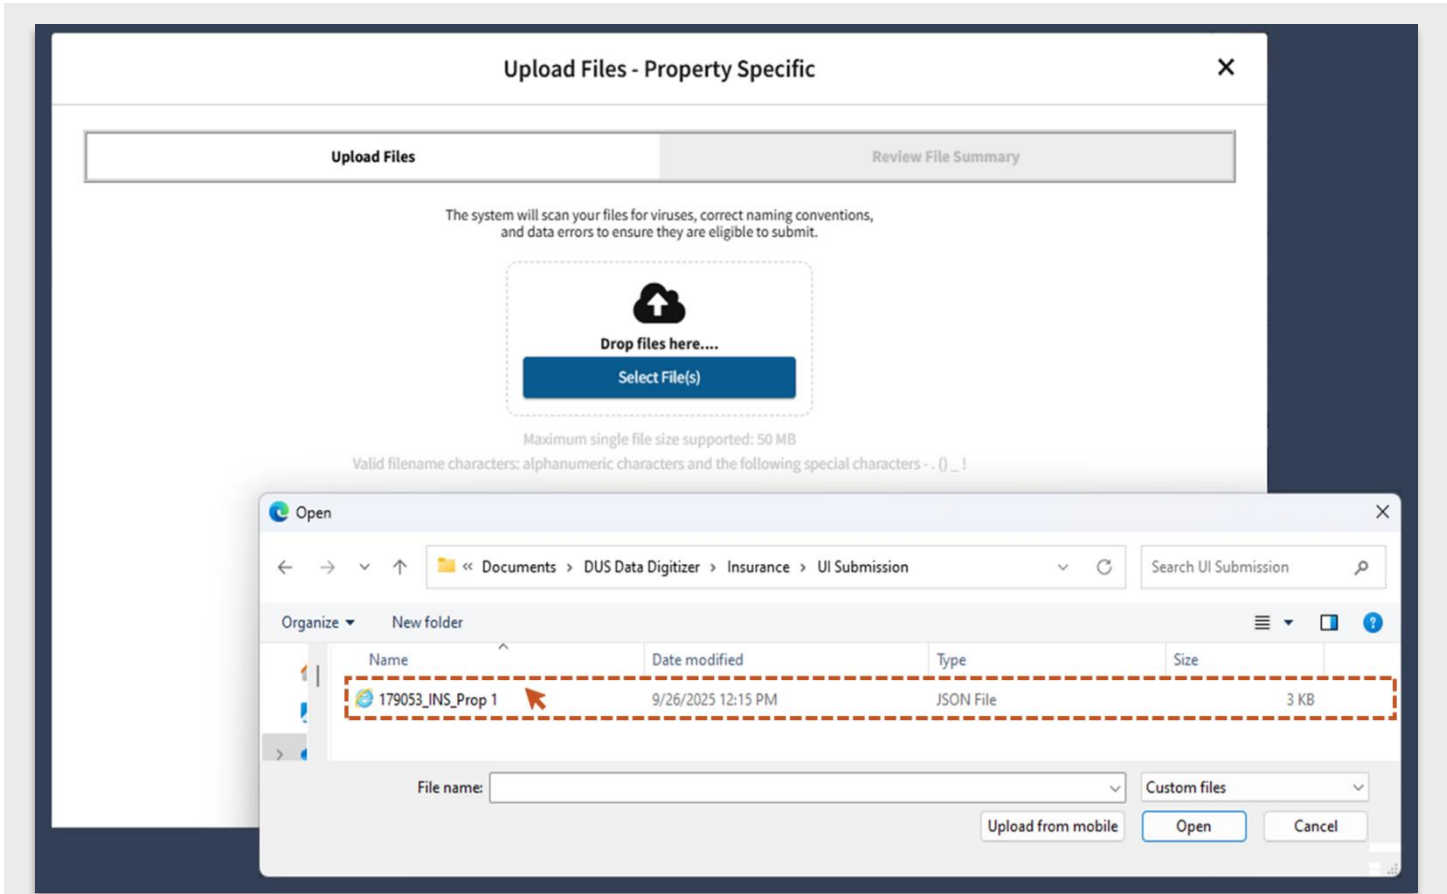 Upload Files - Property Specific
Upload Files
Review File Summary
The system will scan your files for viruses, correct naming conventions,
and data errors to ensure they are eligible to submit.
Drop files here....
Select File(s)
Maximum single file size supported: 50 MB
Valid filename characters: alphanumeric characters and the following special characters - . () _ !
Open
« Documents > DUS Data Digitizer > Insurance > UI Submission
Search UI Submission
Organize
New folder
?
Name Date modified Type Size
179053_INS_Prop 1 9/26/2025 12:15 PM JSON File 3 KB
File name:
Custom files
Upload from mobile
Open
Cancel